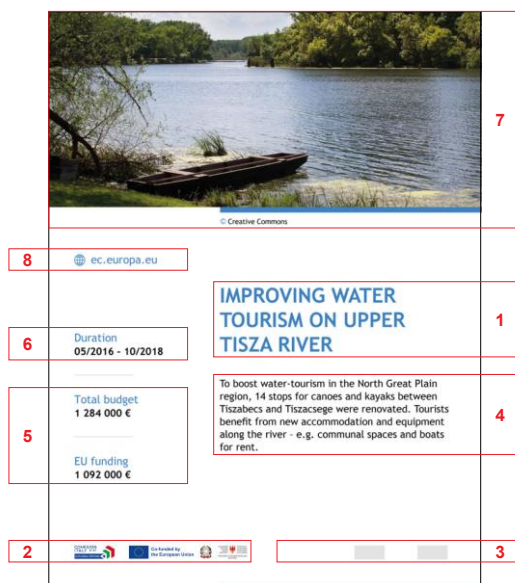 7
© Creative Commons
8
ec.europa.eu
IMPROVING WATER
TOURISM ON UPPER
TISZA RIVER
1
6
Duration
05/2016 - 10/2018
To boost water-tourism in the North Great Plain
region, 14 stops for canoes and kayaks between
Tiszabecs and Tiszacsege were renovated. Tourists
benefit from new accommodation and equipment
along the river - e.g. communal spaces and boats
for rent.
4
5
Total budget
1 284 000 €
EU funding
1 092 000 €
2
Co-funded by
the European Union
3